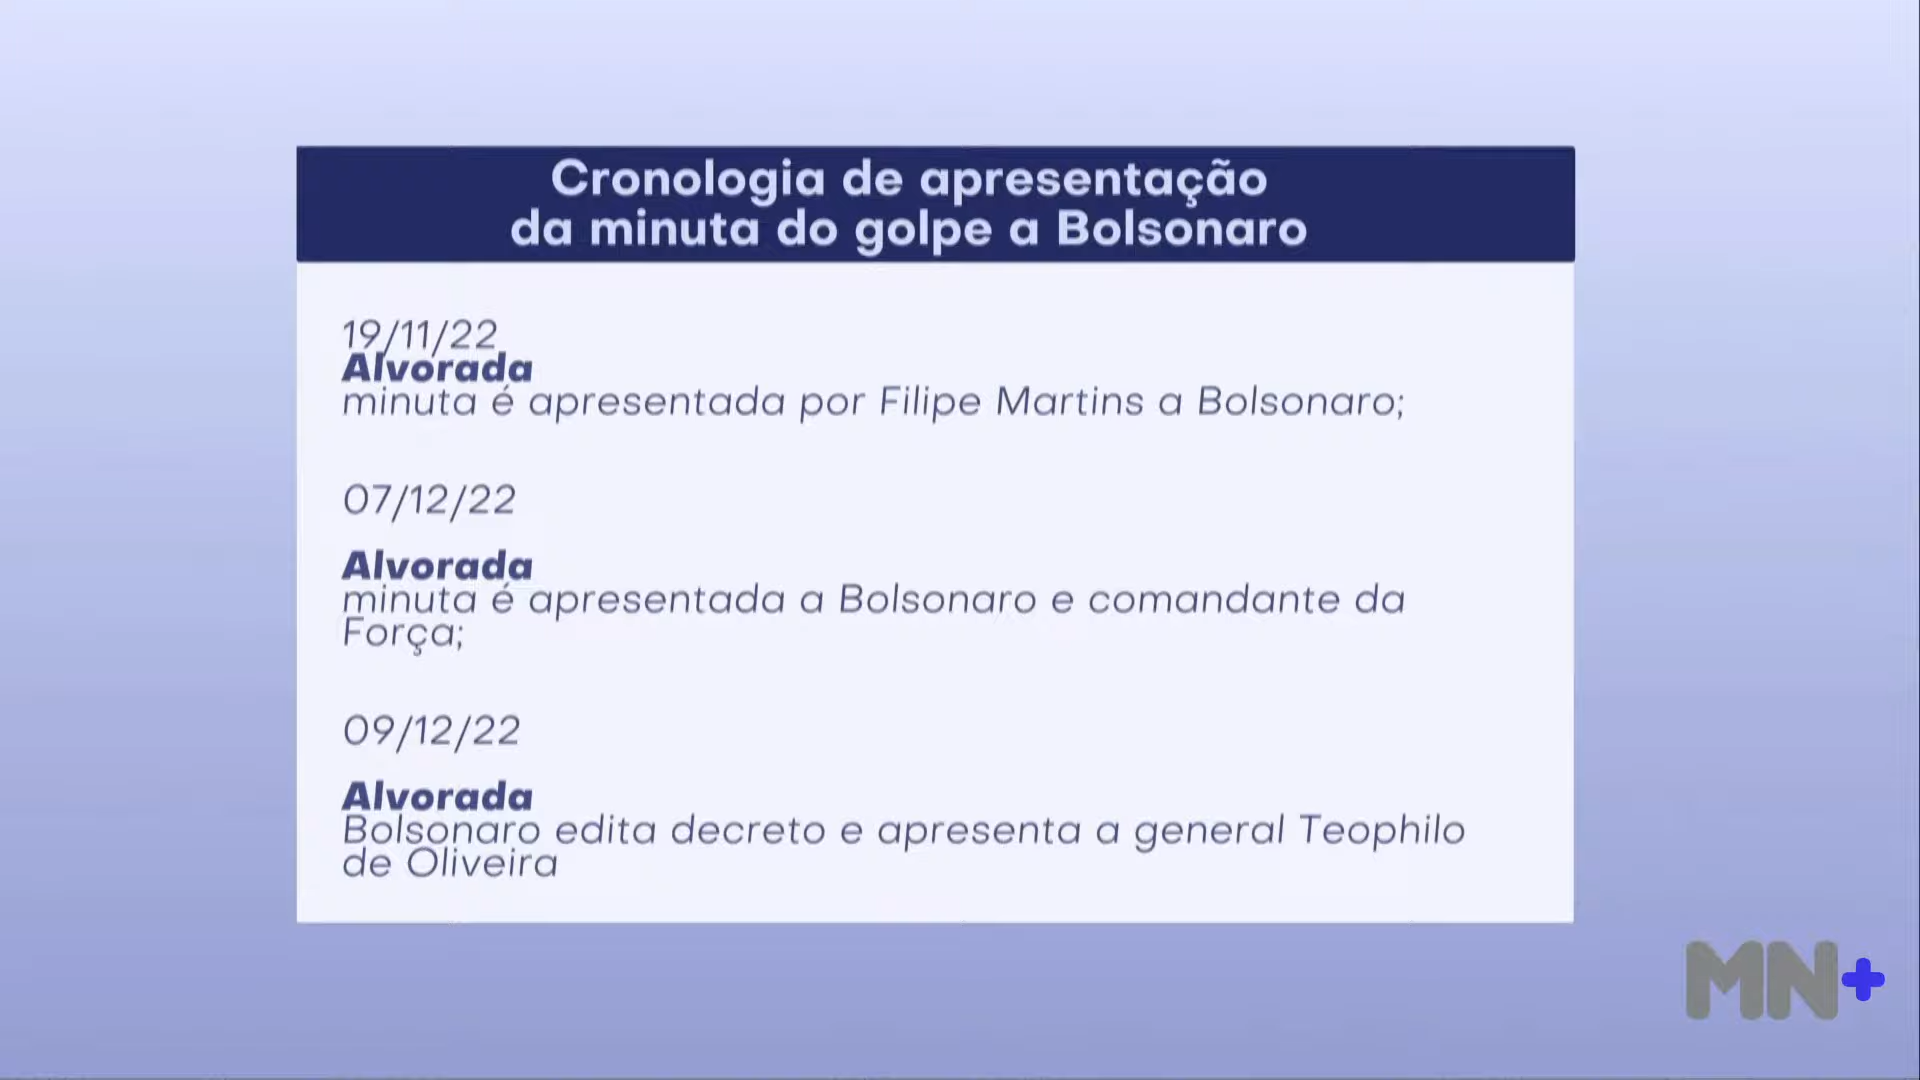 Cronologia de apresentação
da minuta do golpe a Bolsonaro
19/11/22
Alvorada
minuta é apresentada por Filipe Martins a Bolsonaro;
07/12/22
Alvorada
minuta é apresentada a Bolsonaro e comandante da
Força;
09/12/22
Alvorada
Bolsonaro edita decreto e apresenta a general Teophilo
de Oliveira
MN+